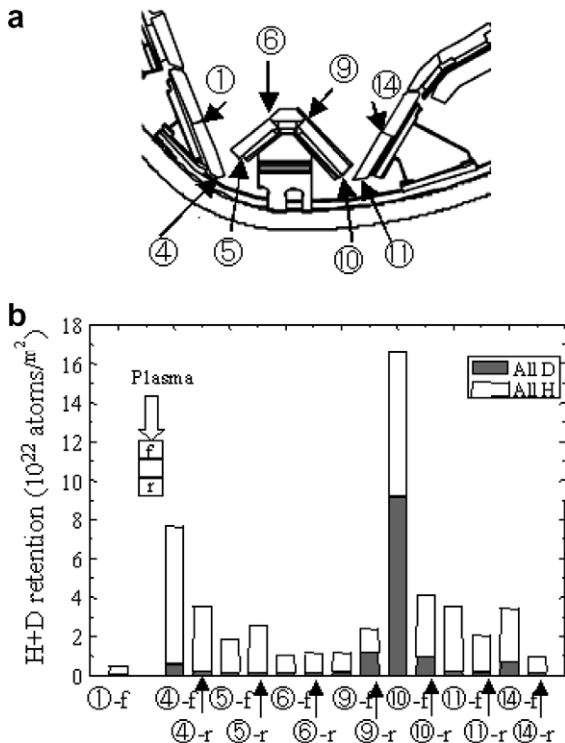 a
⑥
①
⑨
⑭
④
⑤
⑩
⑪
b
H+D retention (10²² atoms/m²)
18
16
14
12
10
8
6
4
2
0
Plasma
f
r
All D
All H
①-f ④-f ⑤-f ⑥-f ⑨-f ⑩-f ⑪-f ⑭-f
④-r ⑤-r ⑥-r ⑨-r ⑩-r ⑪-r ⑭-r